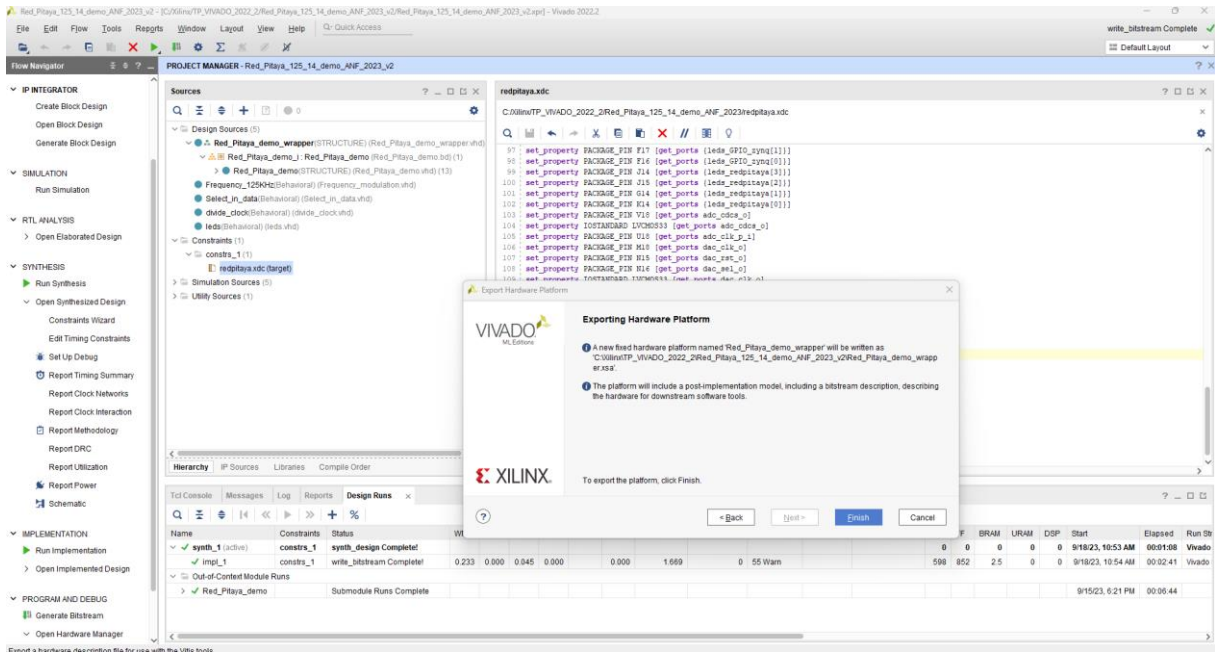 Red_Pitaya_125_14_demo_ANF_2023_v2 - [C:/Xilinx/TP_VIVADO_2022_2/Red_Pitaya_125_14_demo_ANF_2023_v2/Red_Pitaya_125_14_demo_ANF_2023_v2.xpr] - Vivado 2022.2
File Edit Flow Tools Reports Window Layout View Help Quick Access
write_bitstream Complete
Default Layout
Flow Navigator
PROJECT MANAGER - Red_Pitaya_125_14_demo_ANF_2023_v2
IP INTEGRATOR
Create Block Design
Open Block Design
Generate Block Design
SIMULATION
Run Simulation
RTL ANALYSIS
Open Elaborated Design
SYNTHESIS
Run Synthesis
Open Synthesized Design
Constraints Wizard
Edit Timing Constraints
Set Up Debug
Report Timing Summary
Report Clock Networks
Report Clock Interaction
Report Methodology
Report DRC
Report Utilization
Report Power
Schematic
IMPLEMENTATION
Run Implementation
Open Implemented Design
PROGRAM AND DEBUG
Generate Bitstream
Open Hardware Manager
Sources
0
Design Sources (5)
Red_Pitaya_demo_wrapper(STRUCTURE) (Red_Pitaya_demo_wrapper.vhd)
Red_Pitaya_demo_i : Red_Pitaya_demo (Red_Pitaya_demo.bd) (1)
Red_Pitaya_demo(STRUCTURE) (Red_Pitaya_demo.vhd) (13)
Frequency_125KHz(Behavioral) (Frequency_modulation.vhd)
Select_in_data(Behavioral) (Select_in_data.vhd)
divide_clock(Behavioral) (divide_clock.vhd)
leds(Behavioral) (leds.vhd)
Constraints (1)
constrs_1 (1)
redpitaya.xdc (target)
Simulation Sources (5)
Utility Sources (1)
Hierarchy IP Sources Libraries Compile Order
redpitaya.xdc
C:/Xilinx/TP_VIVADO_2022_2/Red_Pitaya_125_14_demo_ANF_2023/redpitaya.xdc
97 set_property PACKAGE_PIN F17 [get_ports {leds_GPIO_zynq[1]}]
98 set_property PACKAGE_PIN F16 [get_ports {leds_GPIO_zynq[0]}]
99 set_property PACKAGE_PIN J14 [get_ports {leds_redpitaya[3]}]
100 set_property PACKAGE_PIN J15 [get_ports {leds_redpitaya[2]}]
101 set_property PACKAGE_PIN G14 [get_ports {leds_redpitaya[1]}]
102 set_property PACKAGE_PIN K14 [get_ports {leds_redpitaya[0]}]
103 set_property PACKAGE_PIN V18 [get_ports adc_cdcs_o]
104 set_property IOSTANDARD LVCMOS33 [get_ports adc_cdcs_o]
105 set_property PACKAGE_PIN U18 [get_ports adc_clk_p_i]
106 set_property PACKAGE_PIN M18 [get_ports dac_clk_o]
107 set_property PACKAGE_PIN N15 [get_ports dac_rst_o]
108 set_property PACKAGE_PIN N16 [get_ports dac_sel_o]
109 set_property IOSTANDARD LVCMOS33 [get_ports dac_clk_o]
Export Hardware Platform
VIVADO
ML Editions
XILINX
Exporting Hardware Platform
A new fixed hardware platform named 'Red_Pitaya_demo_wrapper' will be written as
'C:\Xilinx\TP_VIVADO_2022_2\Red_Pitaya_125_14_demo_ANF_2023_v2\Red_Pitaya_demo_wrapp
er.xsa'.
The platform will include a post-implementation model, including a bitstream description, describing
the hardware for downstream software tools.
To export the platform, click Finish.
< Back Next > Finish Cancel
Tcl Console Messages Log Reports Design Runs
Name Constraints Status BRAM URAM DSP Start Elapsed Run Str
synth_1 (active) constrs_1 synth_design Complete! 0 0 0 0 0 9/18/23, 10:53 AM 00:01:08 Vivado
impl_1 constrs_1 write_bitstream Complete! 0.233 0.000 0.045 0.000 0.000 1.669 0 55 Warn 598 852 2.5 0 0 9/18/23, 10:54 AM 00:02:41 Vivado
Out-of-Context Module Runs
Red_Pitaya_demo Submodule Runs Complete 9/15/23, 6:21 PM 00:06:44
Export a hardware description file for use with the Vitis tools